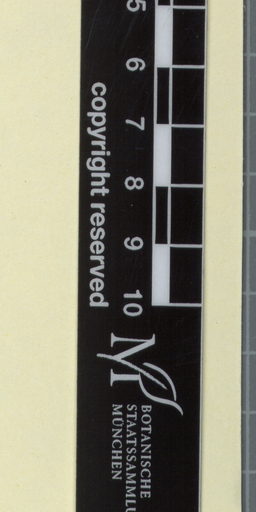 5 6 7 8 9 10
copyright reserved
M
BOTANISCHE
STAATSSAMMLU
MÜNCHEN